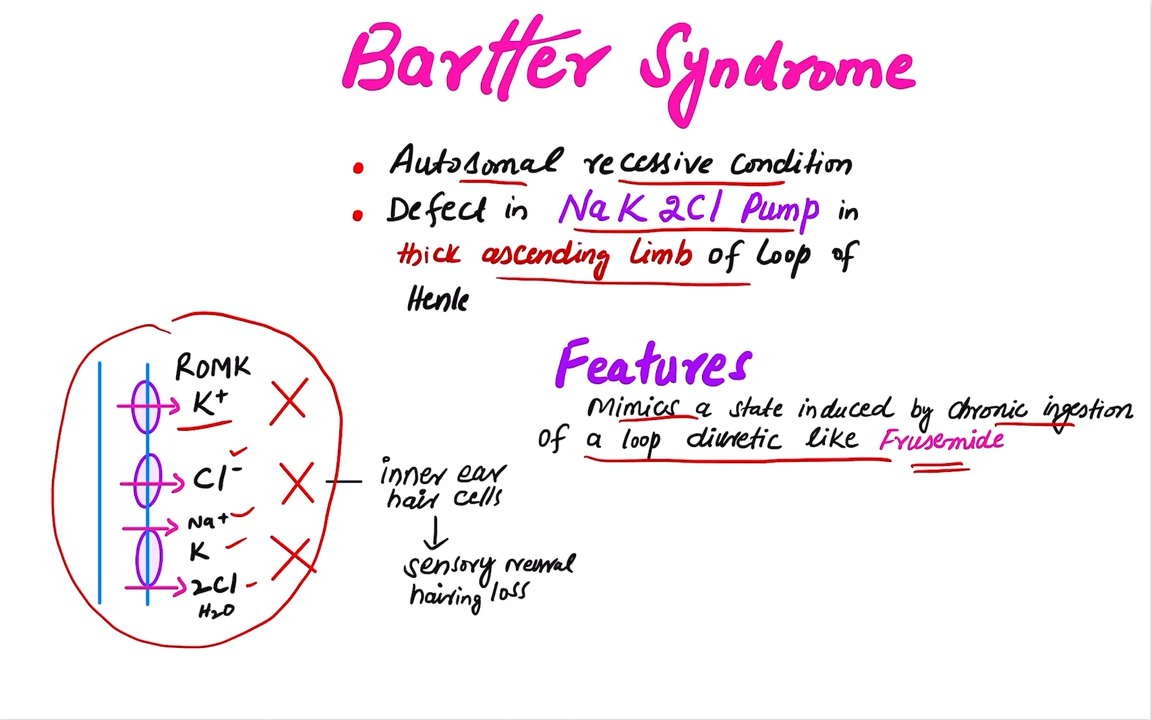 Bartter Syndrome
• Autosomal recessive condition
• Defect in NaK2Cl Pump in
thick ascending limb of Loop of
Henle
ROMK
K+
Cl-
Na+
K
2Cl
H2O
inner ear
hair cells
sensory neural
hairing loss
Features
Mimics a state induced by chronic ingestion
of a loop diuretic like Frusemide